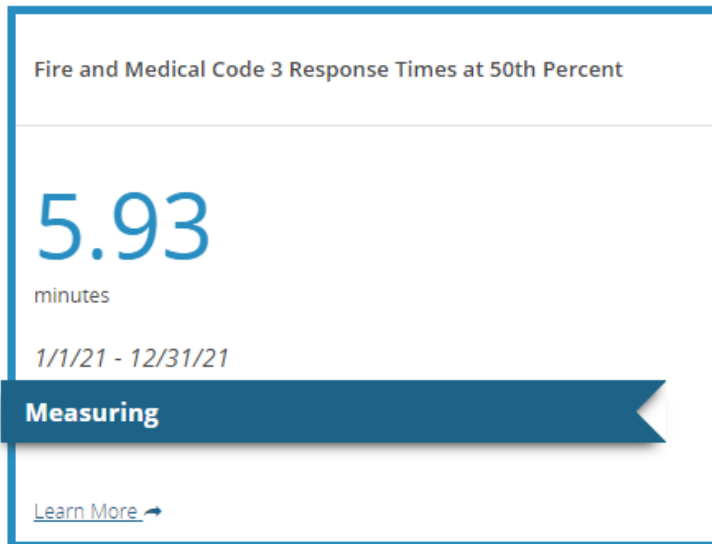 Fire and Medical Code 3 Response Times at 50th Percent
5.93
minutes
1/1/21 - 12/31/21
Measuring
Learn More